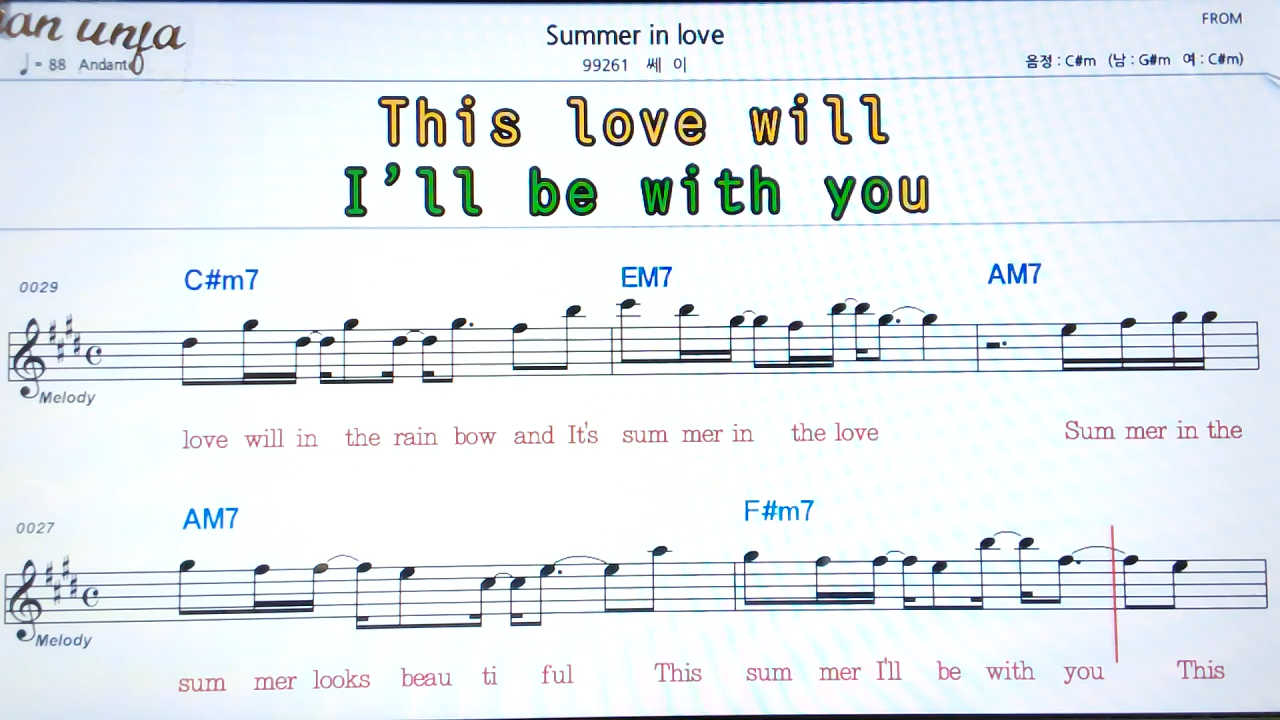 an unfa
FROM
Summer in love
♩= 88 Andante
99261 쎄 이
음정 : C#m (남 : G#m 여 : C#m)
This love will
I'll be with you
0029
C#m7 EM7 AM7
Melody
love will in the rain bow and It's sum mer in the love Sum mer in the
0027
AM7 F#m7
Melody
sum mer looks beau ti ful This sum mer I'll be with you This